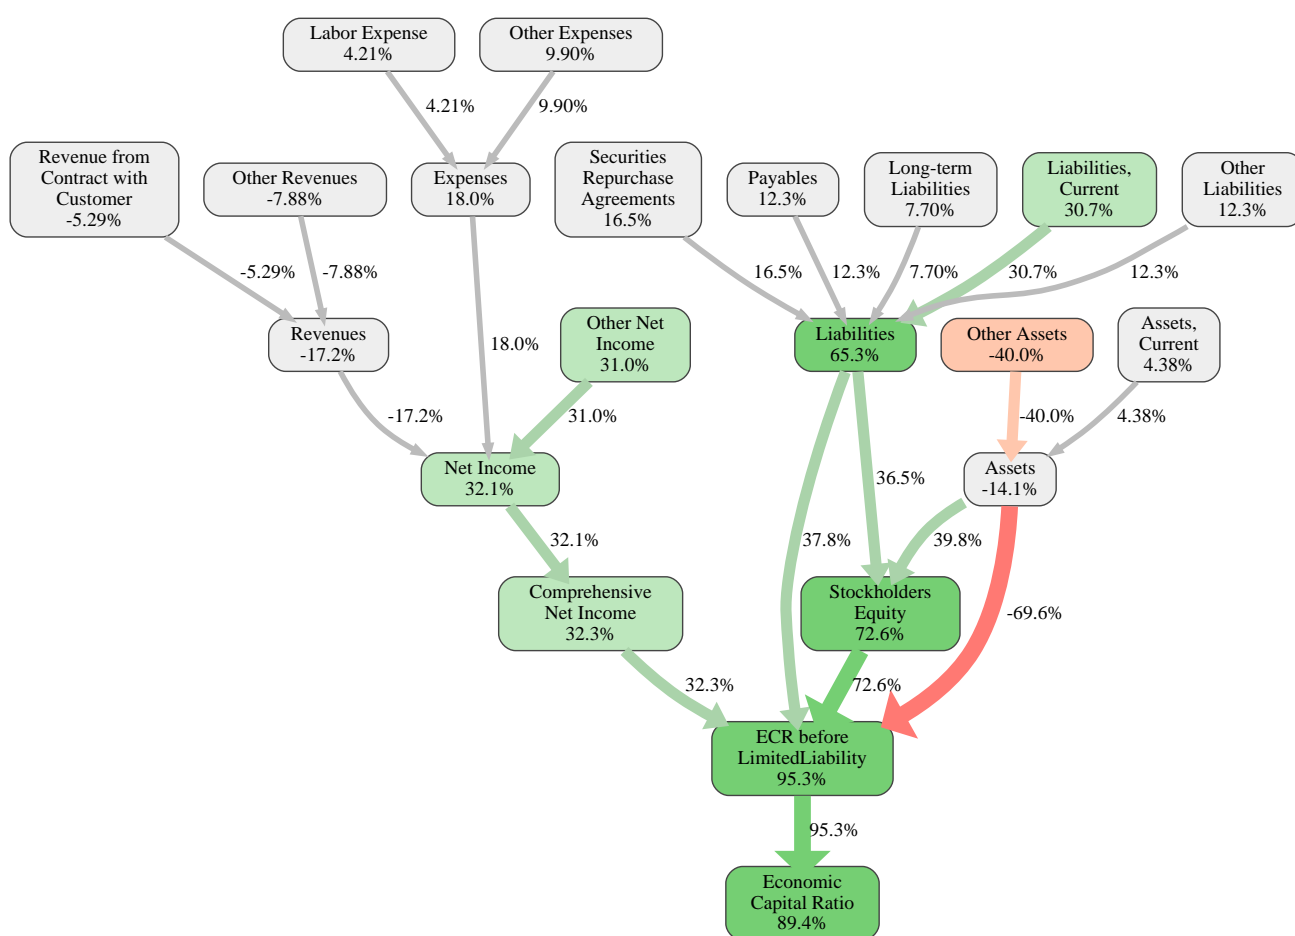 Labor Expense
4.21%
Other Expenses
9.90%
4.21%
9.90%
Revenue from
Contract with
Customer
-5.29%
Other Revenues
-7.88%
Expenses
18.0%
Securities
Repurchase
Agreements
16.5%
Payables
12.3%
Long-term
Liabilities
7.70%
Liabilities,
Current
30.7%
Other
Liabilities
12.3%
-5.29%
-7.88%
16.5%
12.3%
7.70%
30.7%
12.3%
Revenues
-17.2%
18.0%
Other Net
Income
31.0%
Liabilities
65.3%
Other Assets
-40.0%
Assets,
Current
4.38%
-17.2%
31.0%
-40.0%
4.38%
Net Income
32.1%
36.5%
Assets
-14.1%
32.1%
37.8%
39.8%
Comprehensive
Net Income
32.3%
Stockholders
Equity
72.6%
-69.6%
32.3%
72.6%
ECR before
LimitedLiability
95.3%
95.3%
Economic
Capital Ratio
89.4%